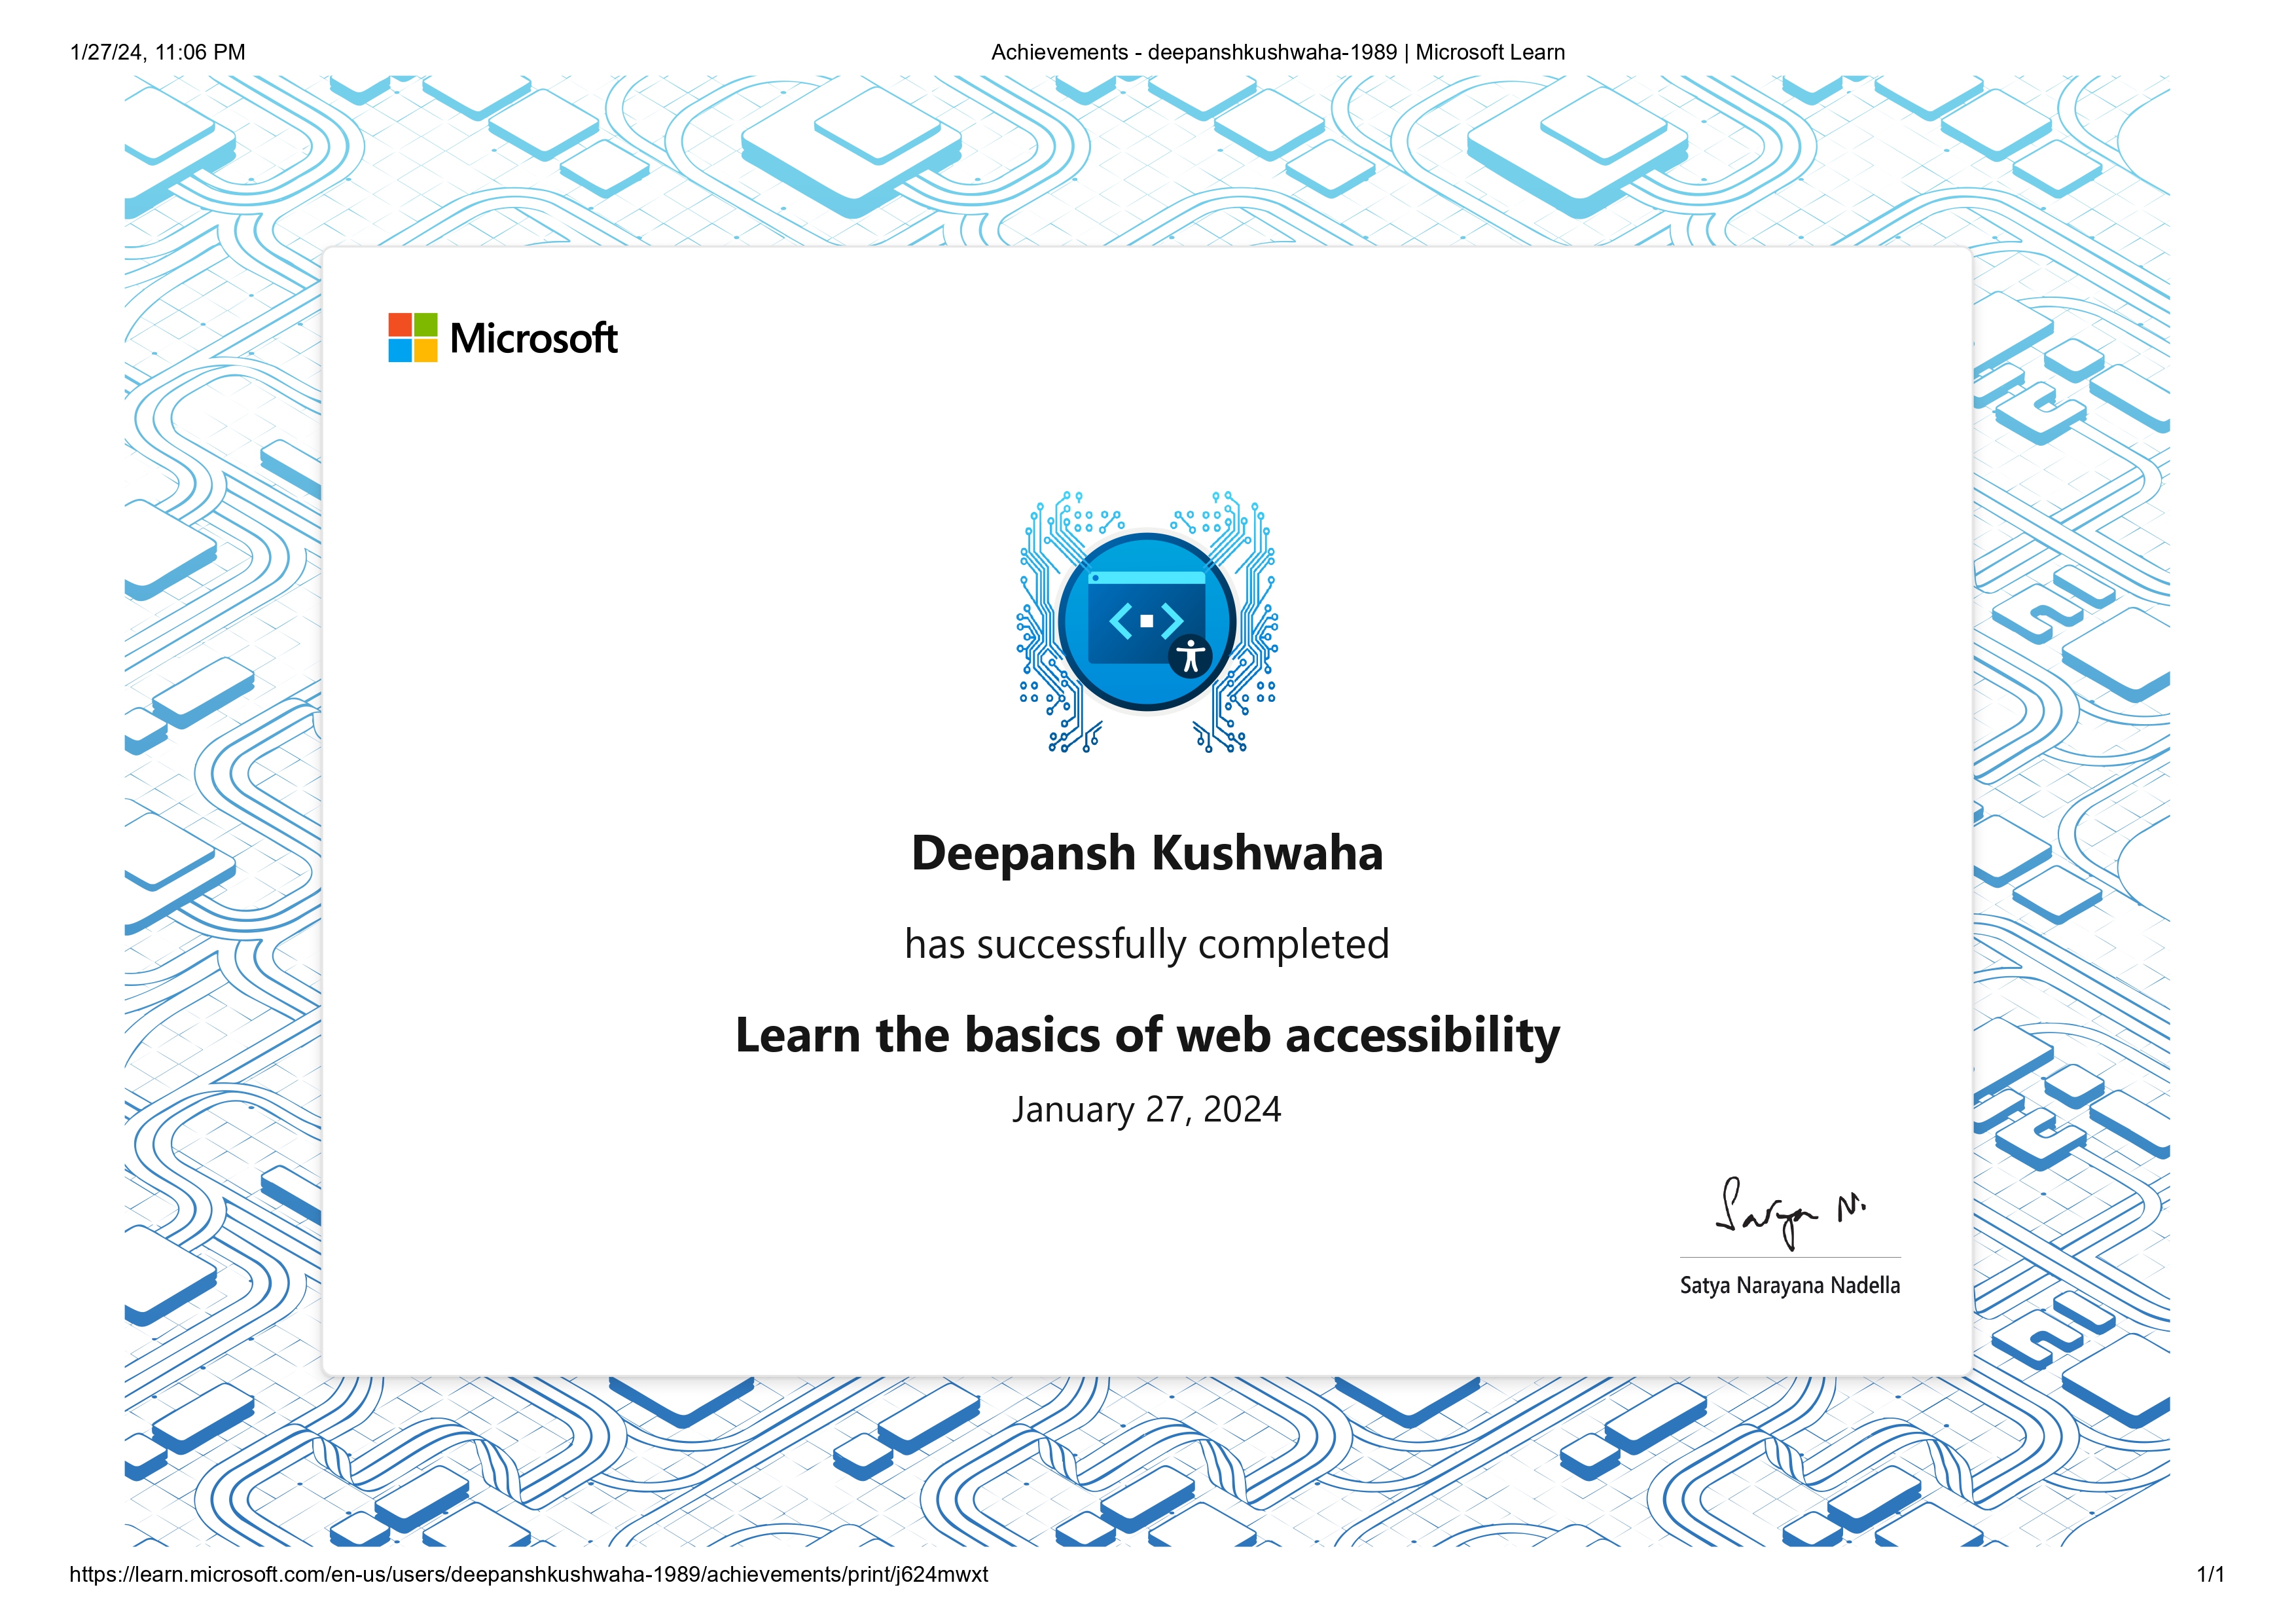 1/27/24, 11:06 PM
Achievements - deepanshkushwaha-1989 | Microsoft Learn
Microsoft
Deepansh Kushwaha
has successfully completed
Learn the basics of web accessibility
January 27, 2024
Satya N.
Satya Narayana Nadella
https://learn.microsoft.com/en-us/users/deepanshkushwaha-1989/achievements/print/j624mwxt
1/1